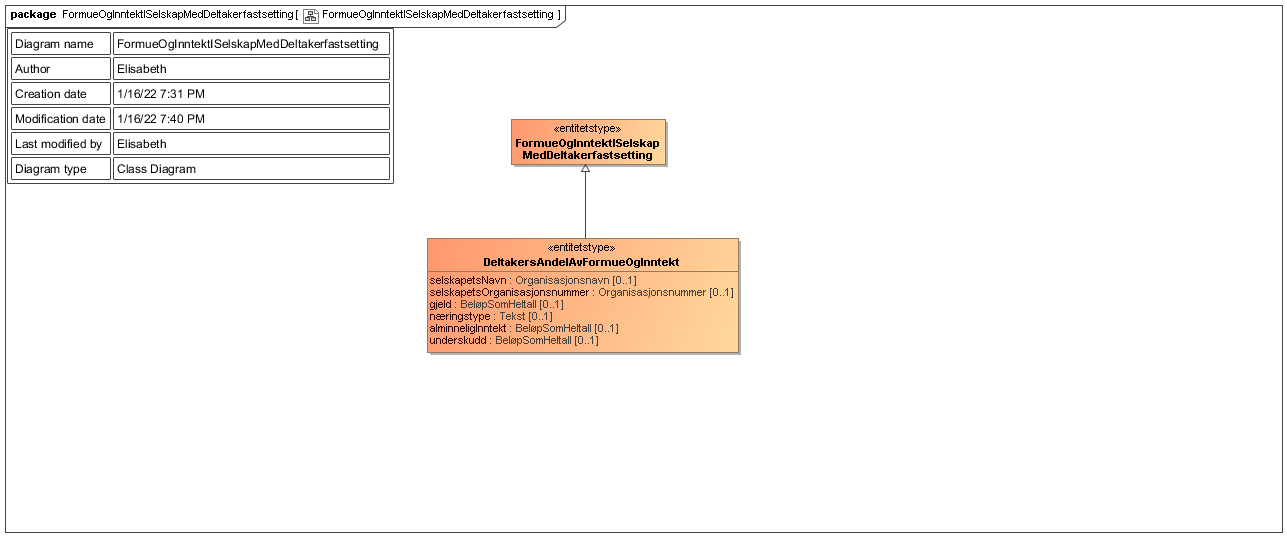 package FormueOgInntektISelskapMedDeltakerfastsetting[ FormueOgInntektISelskapMedDeltakerfastsetting ]
Diagram name FormueOgInntektISelskapMedDeltakerfastsetting
Author Elisabeth
Creation date 1/16/22 7:31 PM
Modification date 1/16/22 7:40 PM
Last modified by Elisabeth
Diagram type Class Diagram
«entitetstype»
FormueOgInntektISelskap
MedDeltakerfastsetting
«entitetstype»
DeltakersAndelAvFormueOgInntekt
selskapetsNavn : Organisasjonsnavn [0..1]
selskapetsOrganisasjonsnummer : Organisasjonsnummer [0..1]
gjeld : BeløpSomHeltall [0..1]
næringstype : Tekst [0..1]
alminneligInntekt : BeløpSomHeltall [0..1]
underskudd : BeløpSomHeltall [0..1]